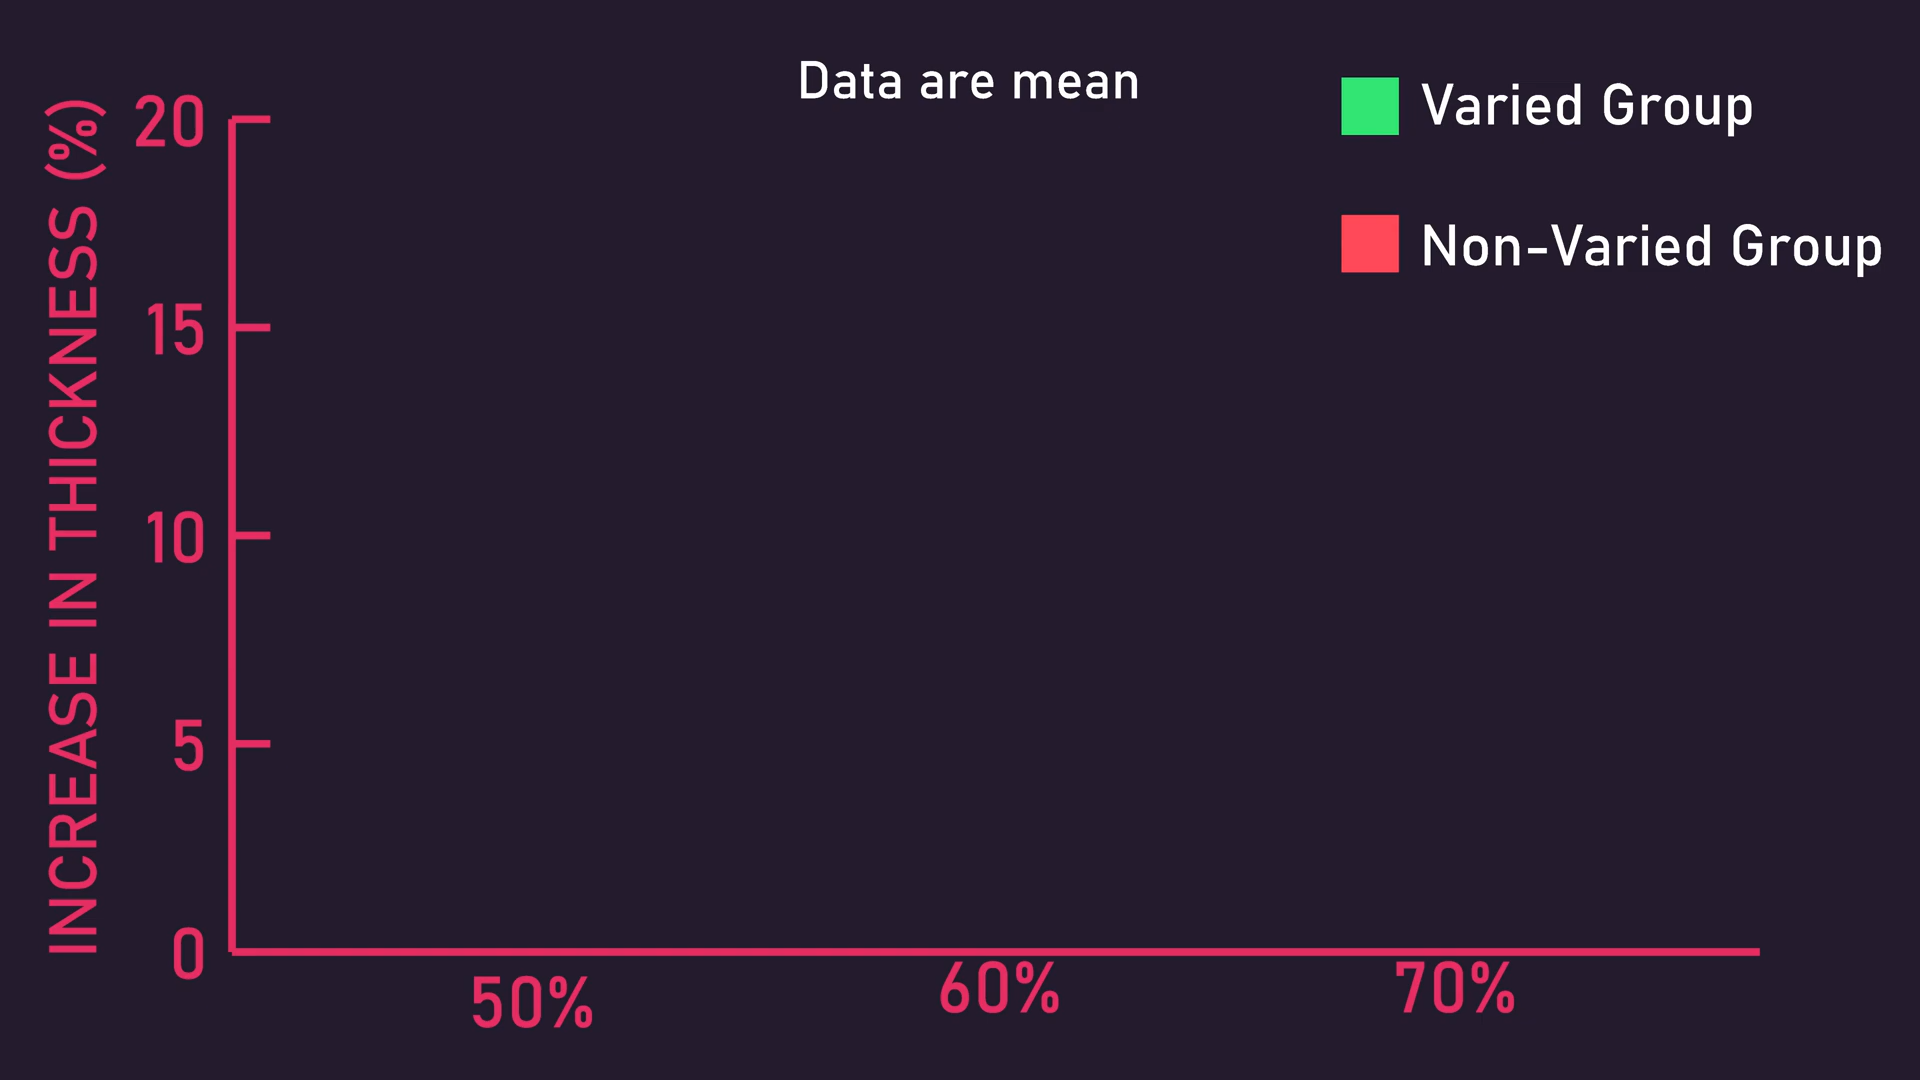 Data are mean
Varied Group
Non-Varied Group
INCREASE IN THICKNESS (%)
20
15
10
5
0
50%
60%
70%